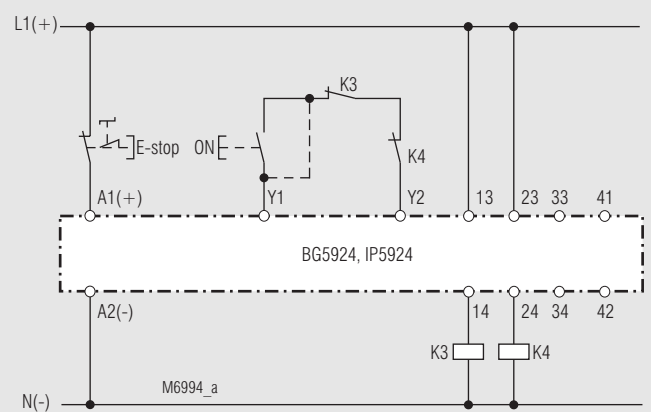 L1(+)
K3
E-stop
ON
K4
A1(+)
Y1
Y2
13
23
33
41
BG5924, IP5924
A2(-)
14
24
34
42
K3
K4
M6994_a
N(-)